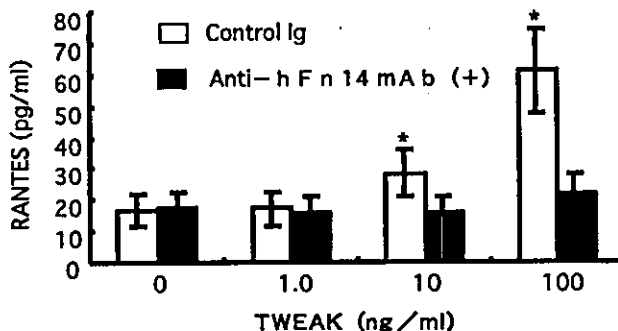 RANTES (pg/ml)
80
70
60
50
40
30
20
10
0
Control Ig
Anti-hFn14 mAb (+)
*
*
0 1.0 10 100
TWEAK (ng/ml)